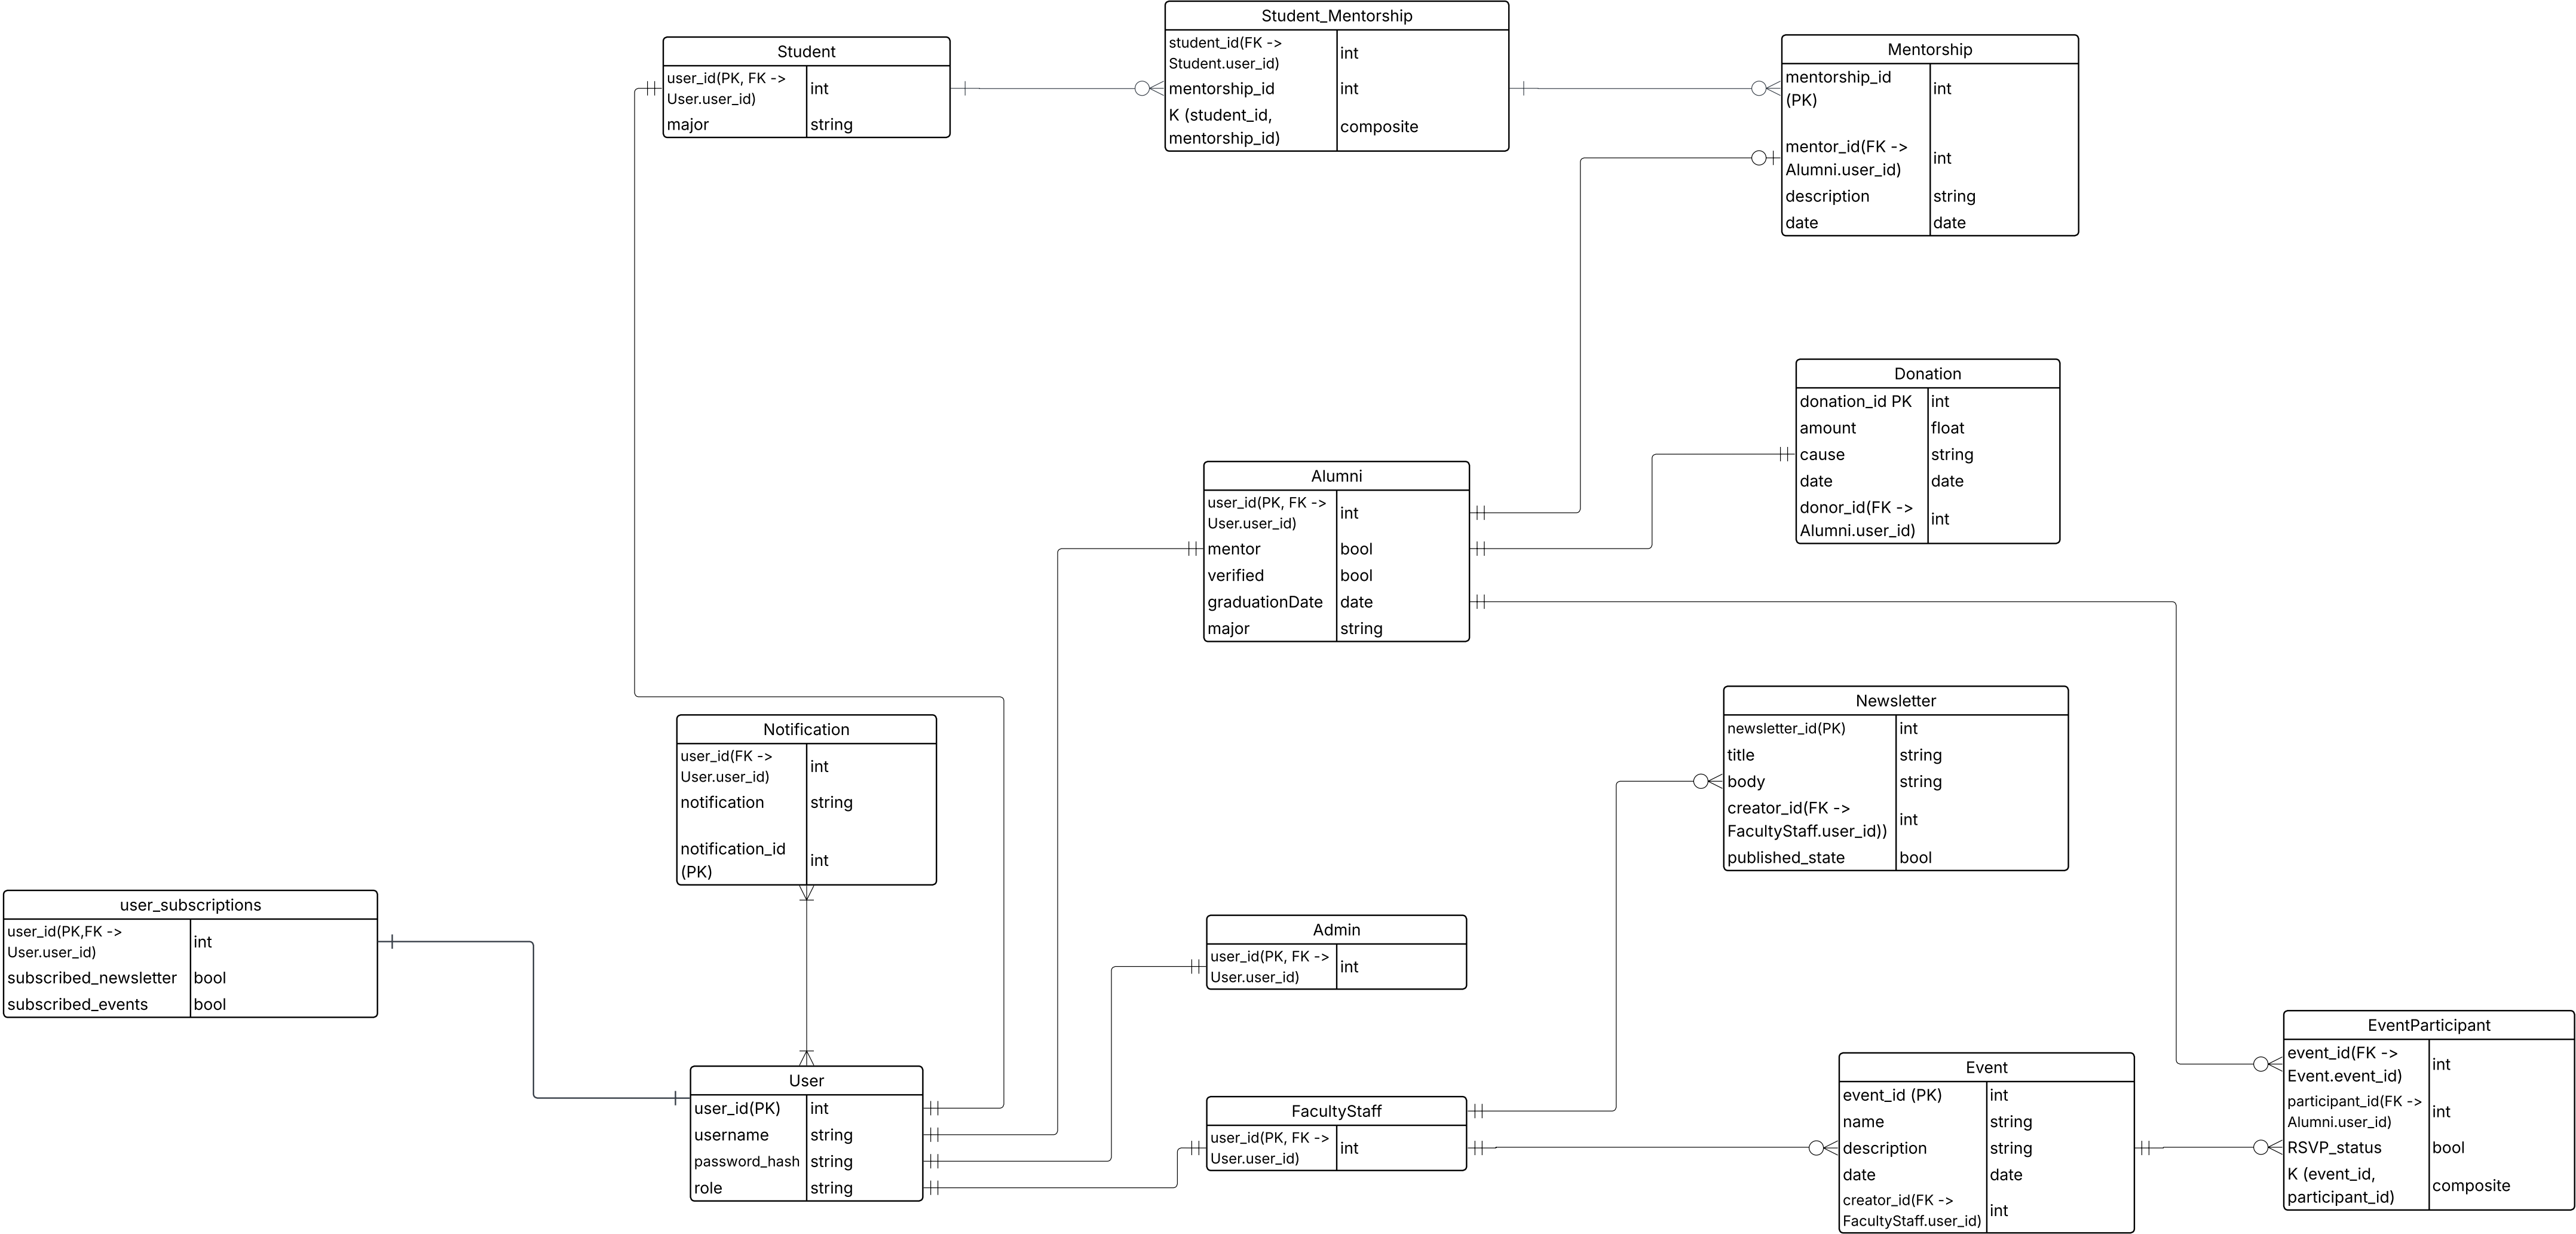 Student_Mentorship
student_id(FK ->
Student.user_id)
int
mentorship_id
int
K (student_id,
mentorship_id)
composite
Student
user_id(PK, FK ->
User.user_id)
int
major
string
Mentorship
mentorship_id
(PK)
int
mentor_id(FK ->
Alumni.user_id)
int
description
string
date
date
Donation
donation_id PK
int
amount
float
cause
string
date
date
donor_id(FK ->
Alumni.user_id)
int
Alumni
user_id(PK, FK ->
User.user_id)
int
mentor
bool
verified
bool
graduationDate
date
major
string
Newsletter
newsletter_id(PK)
int
title
string
body
string
creator_id(FK ->
FacultyStaff.user_id))
int
published_state
bool
Notification
user_id(FK ->
User.user_id)
int
notification
string
notification_id
(PK)
int
user_subscriptions
user_id(PK,FK ->
User.user_id)
int
subscribed_newsletter
bool
subscribed_events
bool
Admin
user_id(PK, FK ->
User.user_id)
int
User
user_id(PK)
int
username
string
password_hash
string
role
string
FacultyStaff
user_id(PK, FK ->
User.user_id)
int
Event
event_id (PK)
int
name
string
description
string
date
date
creator_id(FK ->
FacultyStaff.user_id)
int
EventParticipant
event_id(FK ->
Event.event_id)
int
participant_id(FK ->
Alumni.user_id)
int
RSVP_status
bool
K (event_id,
participant_id)
composite